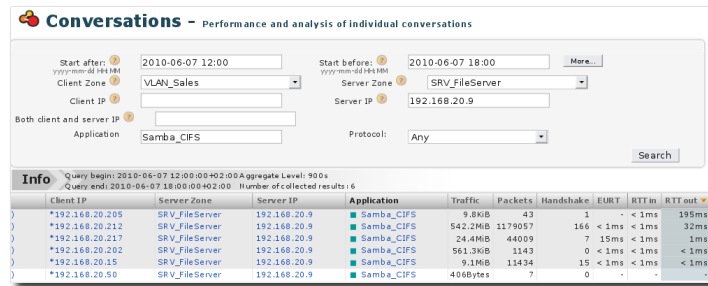 Conversations - Performance and analysis of individual conversations
Start after: ? 2010-06-07 12:00 Start before: ? 2010-06-07 18:00 More...
yyyy-mm-dd HH:MM yyyy-mm-dd HH:MM
Client Zone ? VLAN_Sales Server Zone ? SRV_FileServer
Client IP ? Server IP ? 192.168.20.9
Both client and server IP ?
Application Samba_CIFS Protocol: Any
Search
Info Query begin: 2010-06-07 12:00:00+02:00 Aggregate Level: 900s
Query end: 2010-06-07 18:00:00+02:00 Number of collected results : 6
Client IP Server Zone Server IP Application Traffic Packets Handshake EURT RTT in RTT out
) *192.168.20.205 SRV_FileServer 192.168.20.9 Samba_CIFS 9.8KiB 43 1 - < 1ms 195ms
) *192.168.20.212 SRV_FileServer 192.168.20.9 Samba_CIFS 542.2MiB 1179057 166 < 1ms < 1ms 32ms
) *192.168.20.217 SRV_FileServer 192.168.20.9 Samba_CIFS 24.4MiB 44009 7 15ms < 1ms 1ms
) *192.168.20.202 SRV_FileServer 192.168.20.9 Samba_CIFS 561.3KiB 1143 0 < 1ms < 1ms < 1ms
) *192.168.20.15 SRV_FileServer 192.168.20.9 Samba_CIFS 9.1MiB 11434 15 < 1ms < 1ms < 1ms
) *192.168.20.50 SRV_FileServer 192.168.20.9 Samba_CIFS 406Bytes 7 0 - - -